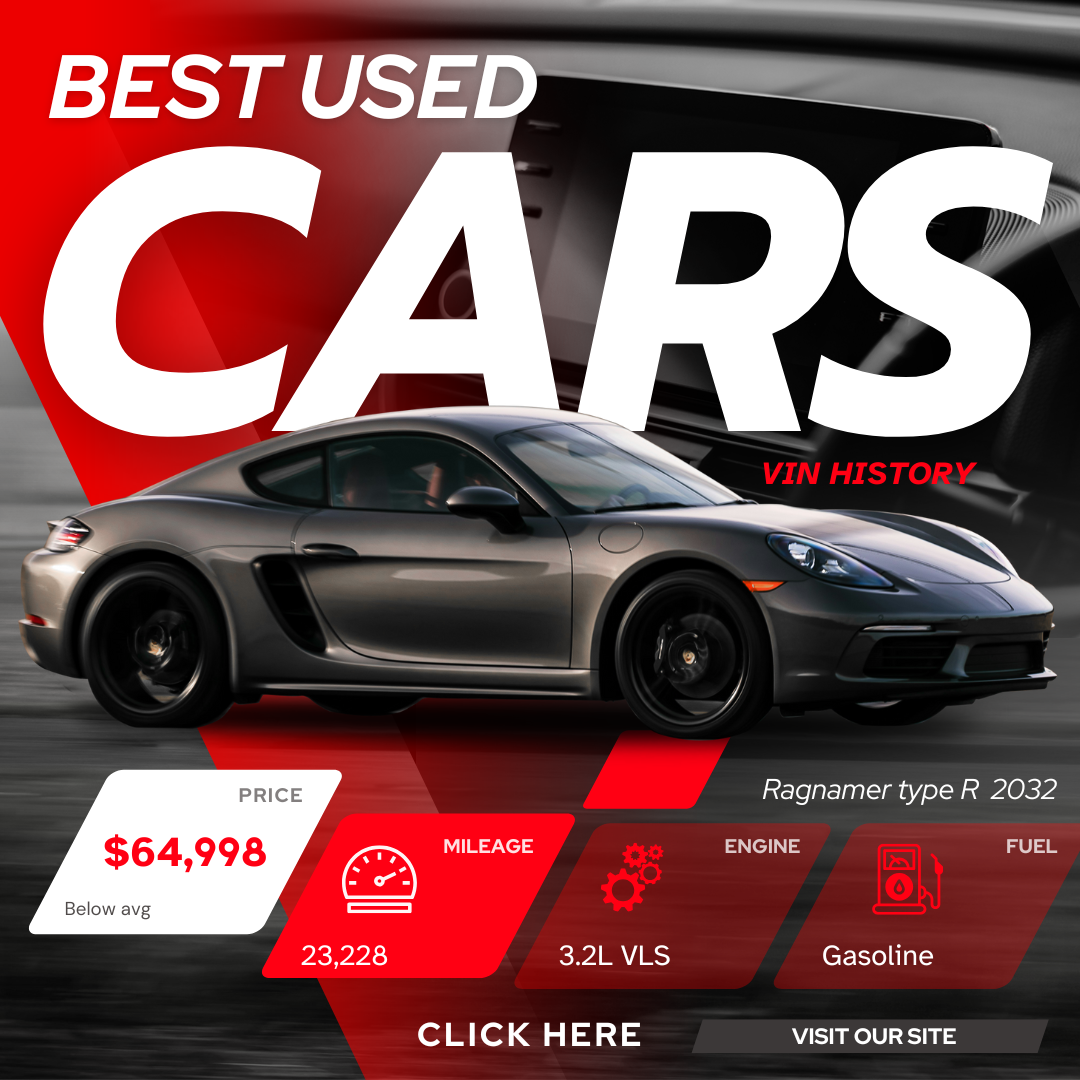 BEST USED
CARS
VIN HISTORY
Ragnamer type R 2032
PRICE
$64,998
Below avg
MILEAGE
23,228
ENGINE
3.2L VLS
FUEL
Gasoline
CLICK HERE
VISIT OUR SITE